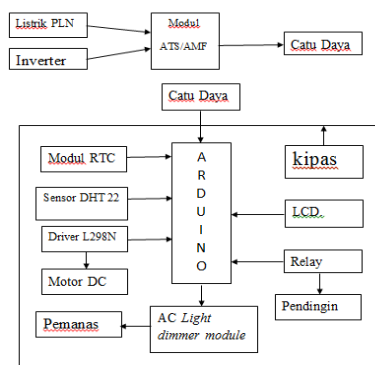 Listrik PLN
Modul
ATS/AMF
Catu Daya
Inverter
Catu Daya
Modul RTC
A
R
D
U
I
N
O
kipas
Sensor DHT 22
LCD.
Driver L298N
Relay
Motor DC
Pendingin
Pemanas
AC Light
dimmer module